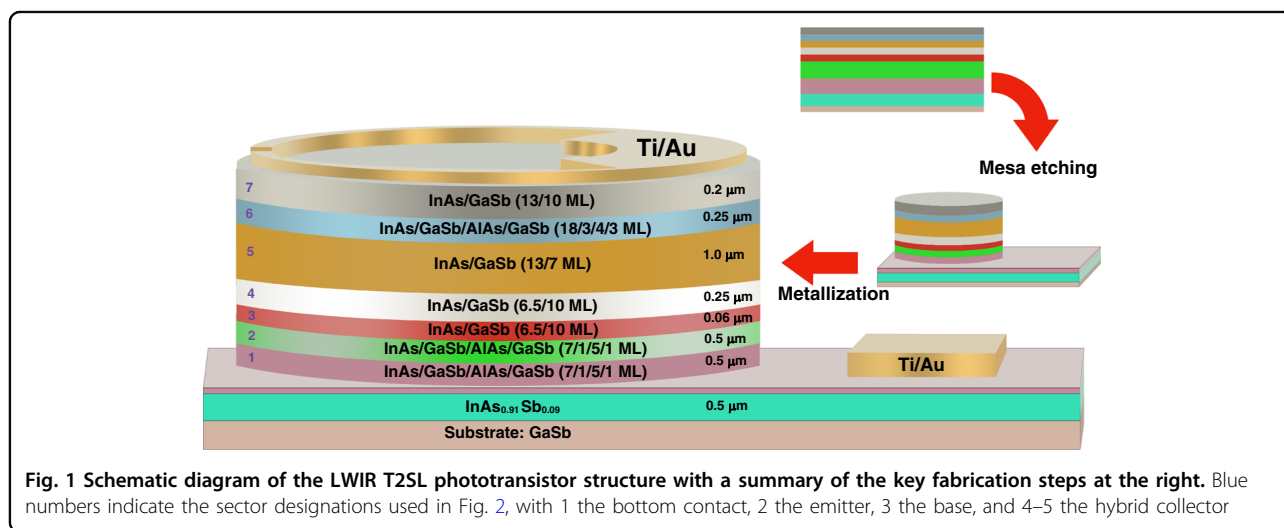 Mesa etching
Metallization
Ti/Au
7
InAs/GaSb (13/10 ML)
0.2 µm
6
InAs/GaSb/AlAs/GaSb (18/3/4/3 ML)
0.25 µm
5
InAs/GaSb (13/7 ML)
1.0 µm
4
InAs/GaSb (6.5/10 ML)
0.25 µm
3
InAs/GaSb (6.5/10 ML)
0.06 µm
2
InAs/GaSb/AlAs/GaSb (7/1/5/1 ML)
0.5 µm
1
InAs/GaSb/AlAs/GaSb (7/1/5/1 ML)
0.5 µm
Ti/Au
InAs₀.₉₁Sb₀.₀₉
0.5 µm
Substrate: GaSb
Fig. 1 Schematic diagram of the LWIR T2SL phototransistor structure with a summary of the key fabrication steps at the right. Blue
numbers indicate the sector designations used in Fig. 2, with 1 the bottom contact, 2 the emitter, 3 the base, and 4–5 the hybrid collector